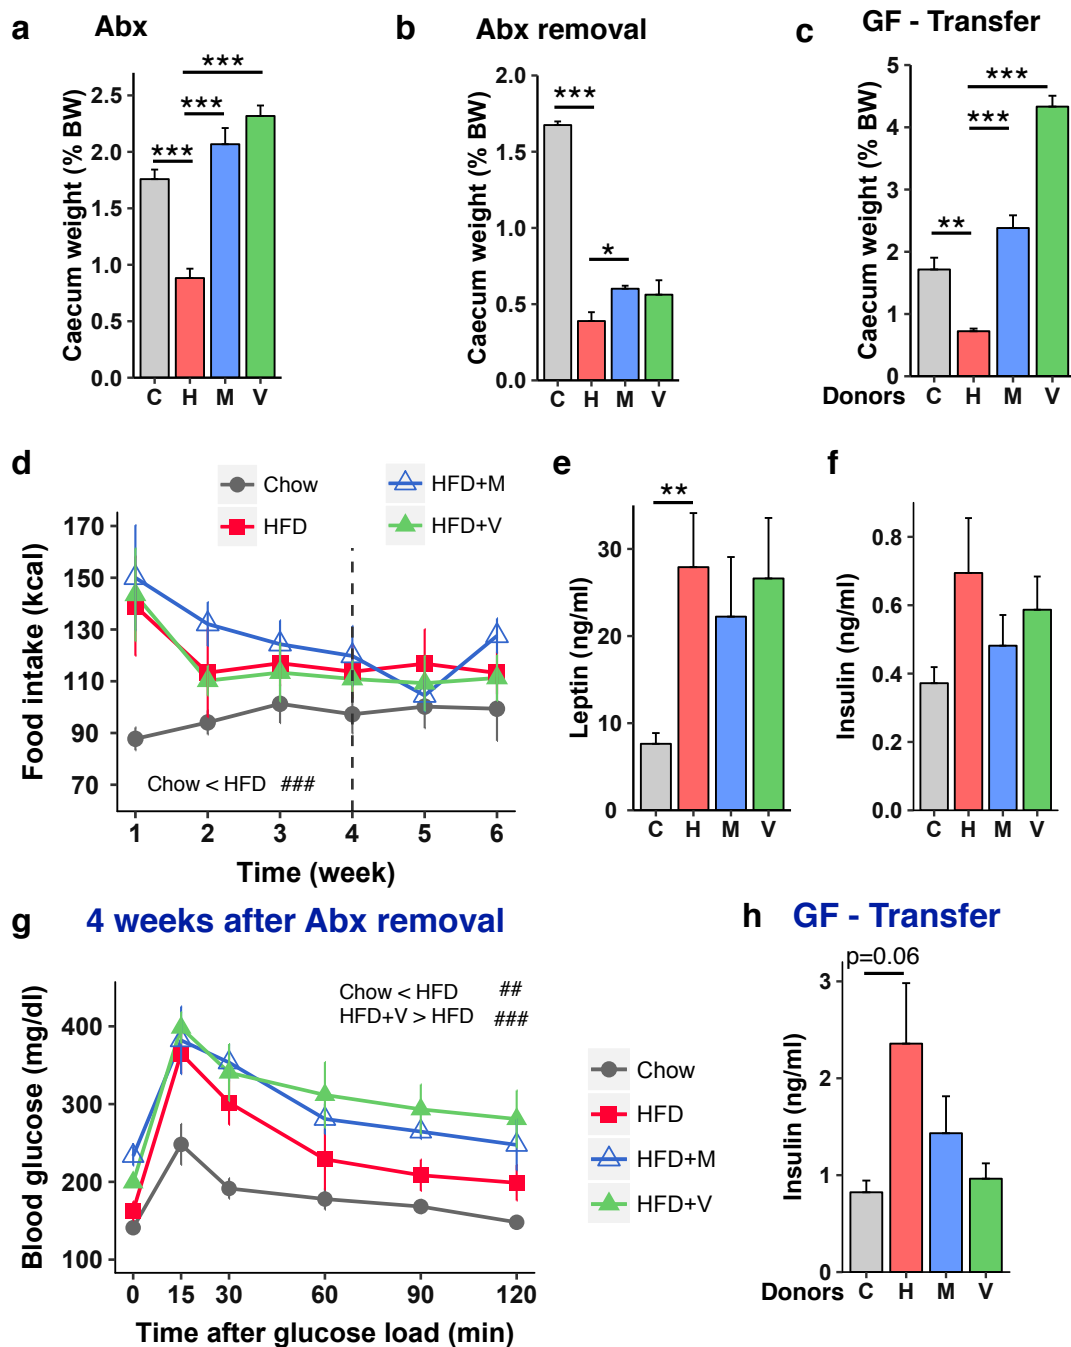 a Abx
Caecum weight (% BW)
2.5
2.0
1.5
1.0
0.5
0.0
***
***
***
C H M V
b Abx removal
Caecum weight (% BW)
2.0
1.5
1.0
0.5
0.0
***
*
C H M V
c GF - Transfer
Caecum weight (% BW)
5
4
3
2
1
0
***
***
**
Donors C H M V
d
Chow
HFD
HFD+M
HFD+V
Food intake (kcal)
170
150
130
110
90
70
Chow < HFD ###
1 2 3 4 5 6
Time (week)
e
Leptin (ng/ml)
30
20
10
0
**
C H M V
f
Insulin (ng/ml)
0.8
0.6
0.4
0.2
0.0
C H M V
g 4 weeks after Abx removal
Blood glucose (mg/dl)
400
300
200
100
Chow < HFD ##
HFD+V > HFD ###
0 15 30 60 90 120
Time after glucose load (min)
Chow
HFD
HFD+M
HFD+V
h GF - Transfer
Insulin (ng/ml)
p=0.06
3
2
1
0
Donors C H M V